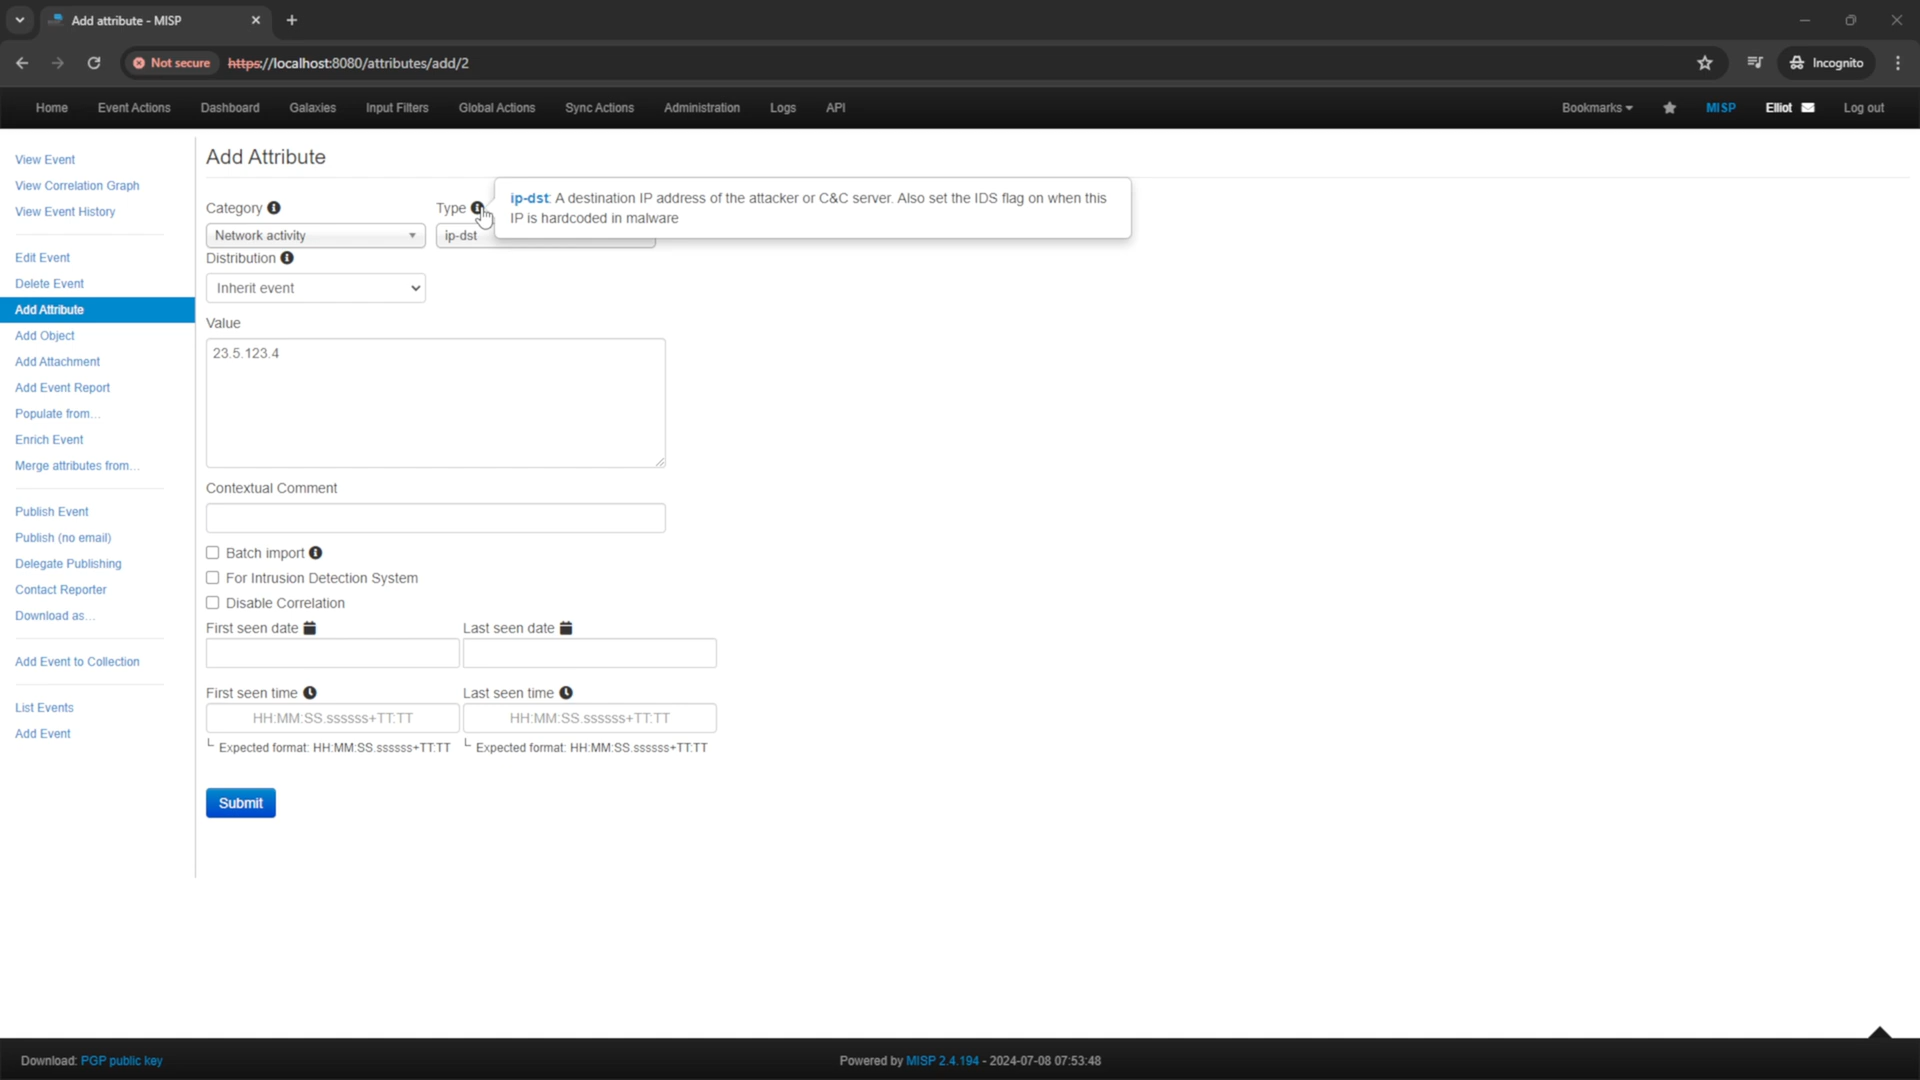 Add attribute - MISP
Not secure
https://localhost:8080/attributes/add/2
Incognito
Home
Event Actions
Dashboard
Galaxies
Input Filters
Global Actions
Sync Actions
Administration
Logs
API
Bookmarks
MISP
Elliot
Log out
View Event
View Correlation Graph
View Event History
Edit Event
Delete Event
Add Attribute
Add Object
Add Attachment
Add Event Report
Populate from...
Enrich Event
Merge attributes from...
Publish Event
Publish (no email)
Delegate Publishing
Contact Reporter
Download as...
Add Event to Collection
List Events
Add Event
Add Attribute
Category
Type
ip-dst: A destination IP address of the attacker or C&C server. Also set the IDS flag on when this
IP is hardcoded in malware
Network activity
ip-dst
Distribution
Inherit event
Value
23.5.123.4
Contextual Comment
Batch import
For Intrusion Detection System
Disable Correlation
First seen date
Last seen date
First seen time
Last seen time
HH:MM:SS.ssssss+TT:TT
HH:MM:SS.ssssss+TT:TT
Expected format: HH:MM:SS.ssssss+TT:TT
Expected format: HH:MM:SS.ssssss+TT:TT
Submit
Download: PGP public key
Powered by MISP 2.4.194 - 2024-07-08 07:53:48